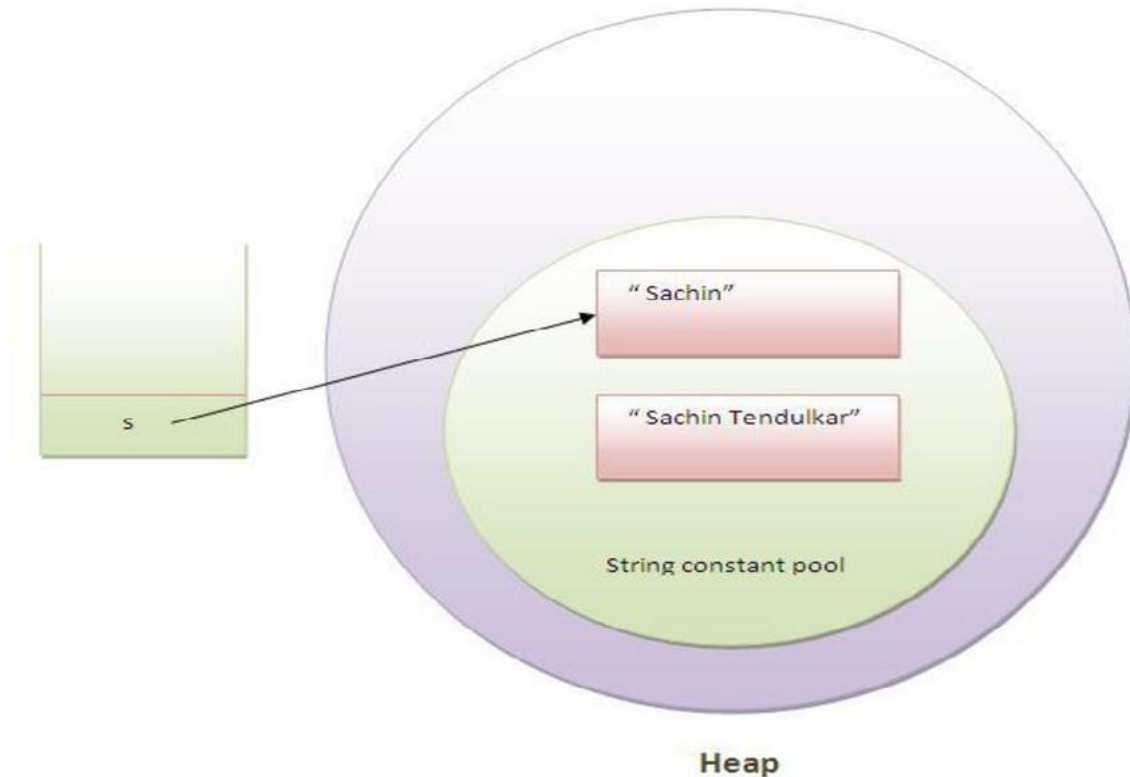 “ Sachin”
s
“ Sachin Tendulkar”
String constant pool
Heap